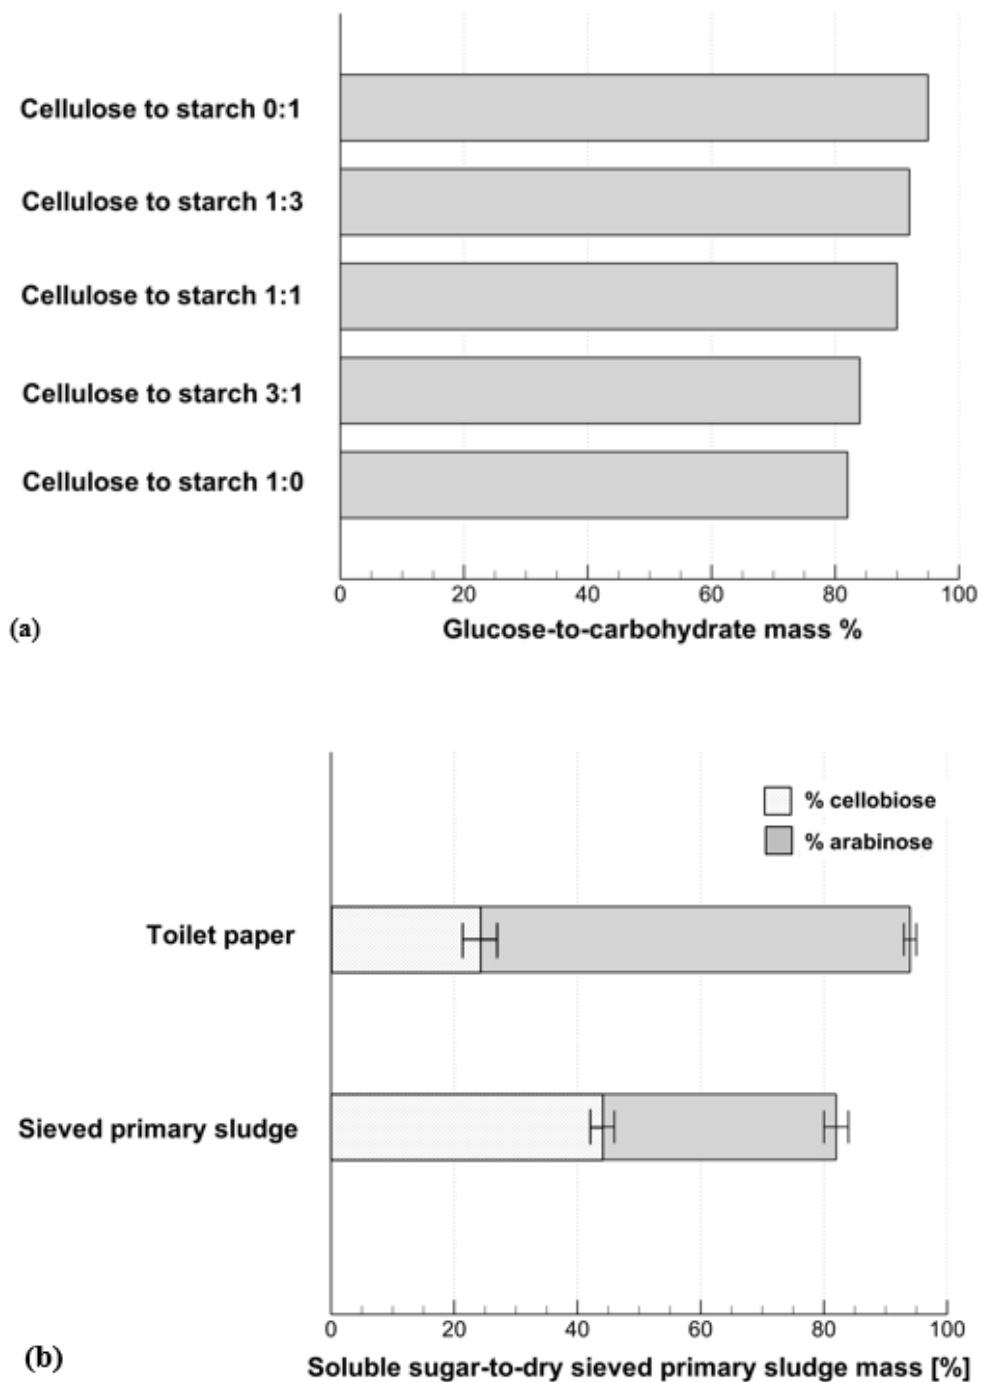 Cellulose to starch 0:1
Cellulose to starch 1:3
Cellulose to starch 1:1
Cellulose to starch 3:1
Cellulose to starch 1:0
0 20 40 60 80 100
(a) Glucose-to-carbohydrate mass %
% cellobiose
% arabinose
Toilet paper
Sieved primary sludge
0 20 40 60 80 100
(b) Soluble sugar-to-dry sieved primary sludge mass [%]